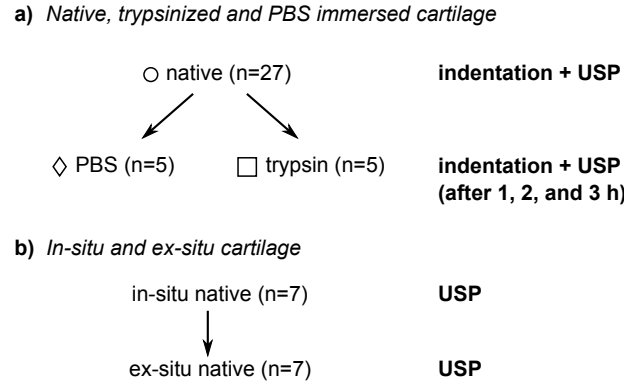 a) Native, trypsinized and PBS immersed cartilage
native (n=27) indentation + USP
PBS (n=5) trypsin (n=5) indentation + USP
(after 1, 2, and 3 h)
b) In-situ and ex-situ cartilage
in-situ native (n=7) USP
ex-situ native (n=7) USP